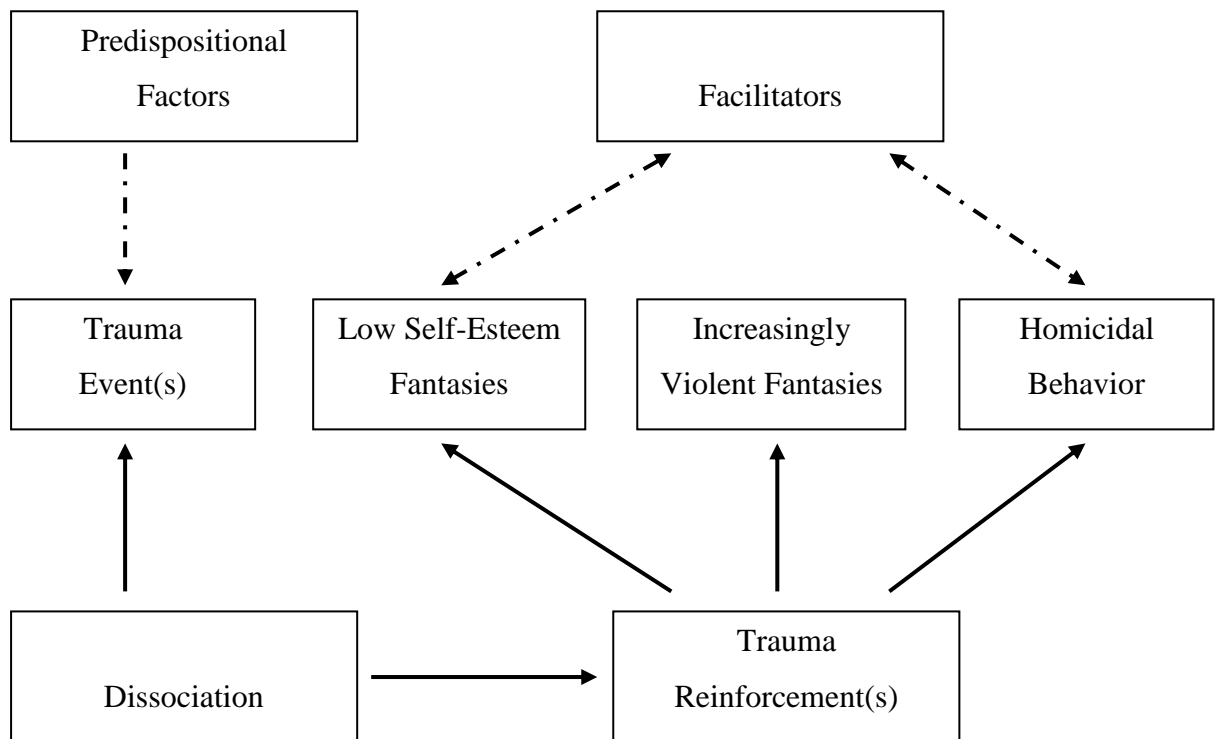 Predispositional
Factors
Facilitators
Trauma
Event(s)
Low Self-Esteem
Fantasies
Increasingly
Violent Fantasies
Homicidal
Behavior
Dissociation
Trauma
Reinforcement(s)